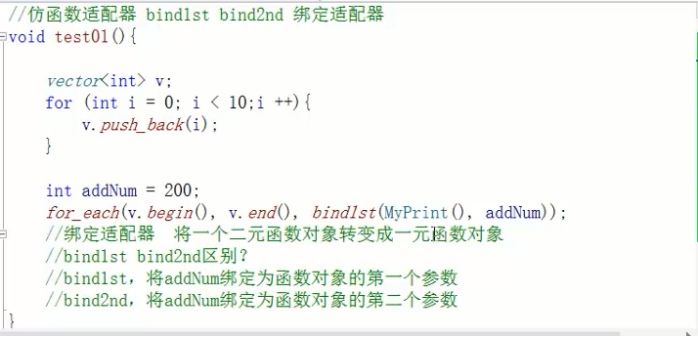 //仿函数适配器 bind1st bind2nd 绑定适配器
void test01(){
vector<int> v;
for (int i = 0; i < 10;i ++){
v.push_back(i);
}
int addNum = 200;
for_each(v.begin(), v.end(), bind1st(MyPrint(), addNum));
//绑定适配器 将一个二元函数对象转变成一元函数对象
//bind1st bind2nd区别?
//bind1st，将addNum绑定为函数对象的第一个参数
//bind2nd，将addNum绑定为函数对象的第二个参数
}